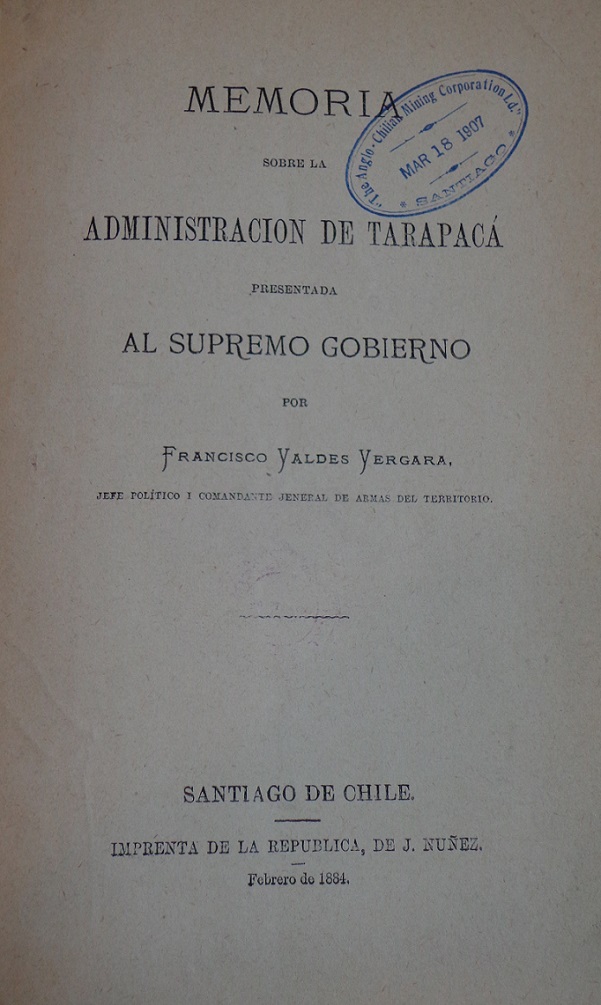 MEMORIA
"The Anglo-Chilian Mining Corporation Ld."
MAR 18 1907
* SANTIAGO *
SOBRE LA
ADMINISTRACION DE TARAPACÁ
PRESENTADA
AL SUPREMO GOBIERNO
POR
FRANCISCO VALDES VERGARA,
JEFE POLÍTICO I COMANDANTE JENERAL DE ARMAS DEL TERRITORIO.
SANTIAGO DE CHILE.
IMPRENTA DE LA REPUBLICA, DE J. NUÑEZ.
Febrero de 1884.